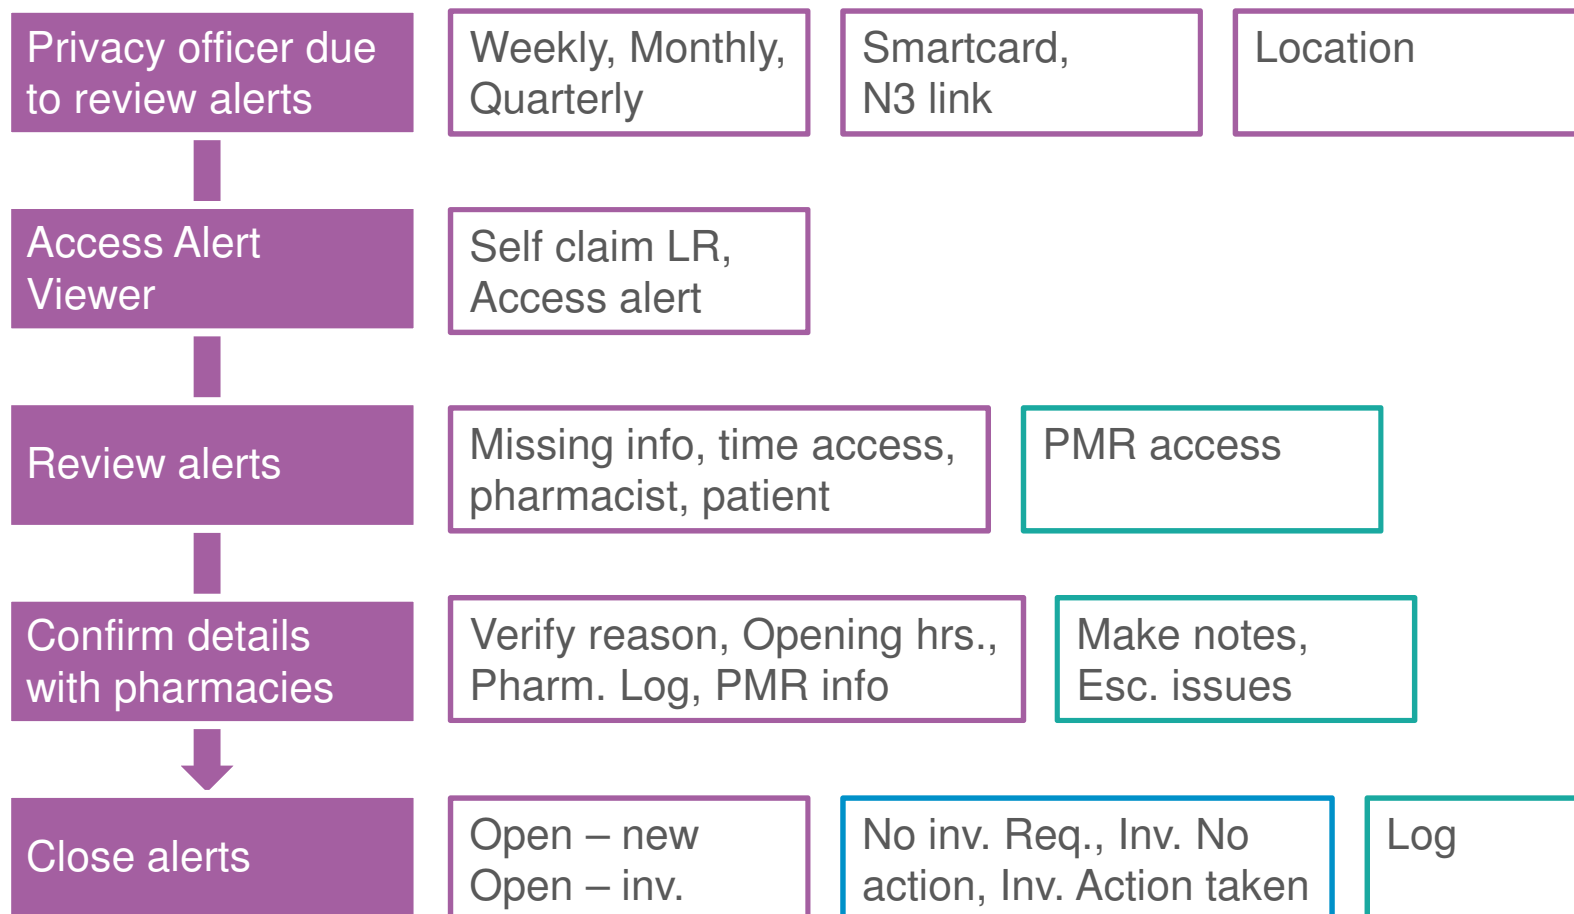 Privacy officer due
to review alerts
Weekly, Monthly,
Quarterly
Smartcard,
N3 link
Location
Access Alert
Viewer
Self claim LR,
Access alert
Review alerts
Missing info, time access,
pharmacist, patient
PMR access
Confirm details
with pharmacies
Verify reason, Opening hrs.,
Pharm. Log, PMR info
Make notes,
Esc. issues
Close alerts
Open – new
Open – inv.
No inv. Req., Inv. No
action, Inv. Action taken
Log